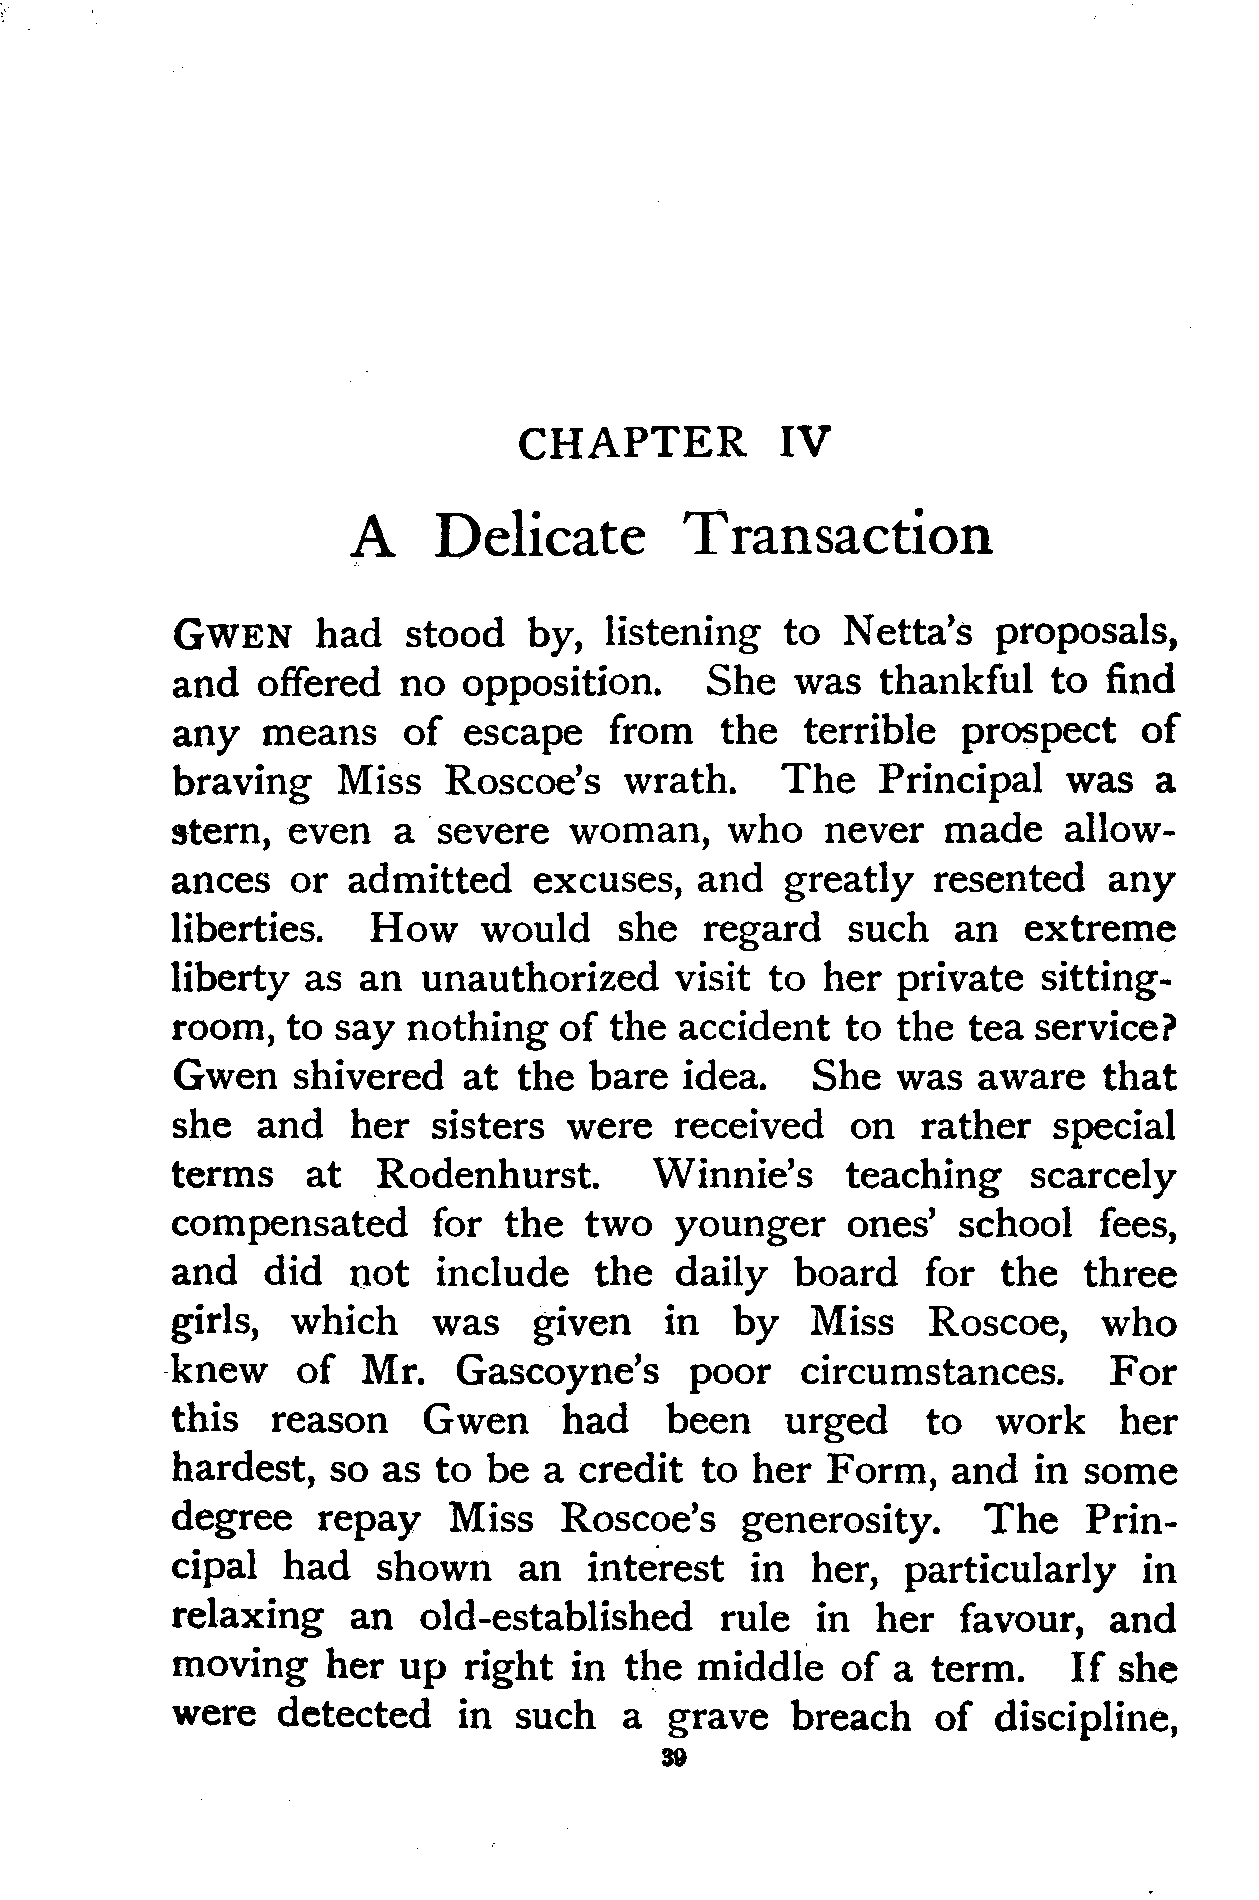 CHAPTER IV
A Delicate Transaction
GWEN had stood by, listening to Netta's proposals,
and offered no opposition. She was thankful to find
any means of escape from the terrible prospect of
braving Miss Roscoe's wrath. The Principal was a
stern, even a severe woman, who never made allow-
ances or admitted excuses, and greatly resented any
liberties. How would she regard such an extreme
liberty as an unauthorized visit to her private sitting-
room, to say nothing of the accident to the tea service?
Gwen shivered at the bare idea. She was aware that
she and her sisters were received on rather special
terms at Rodenhurst. Winnie's teaching scarcely
compensated for the two younger ones' school fees,
and did not include the daily board for the three
girls, which was given in by Miss Roscoe, who
knew of Mr. Gascoyne's poor circumstances. For
this reason Gwen had been urged to work her
hardest, so as to be a credit to her Form, and in some
degree repay Miss Roscoe's generosity. The Prin-
cipal had shown an interest in her, particularly in
relaxing an old-established rule in her favour, and
moving her up right in the middle of a term. If she
were detected in such a grave breach of discipline,
39